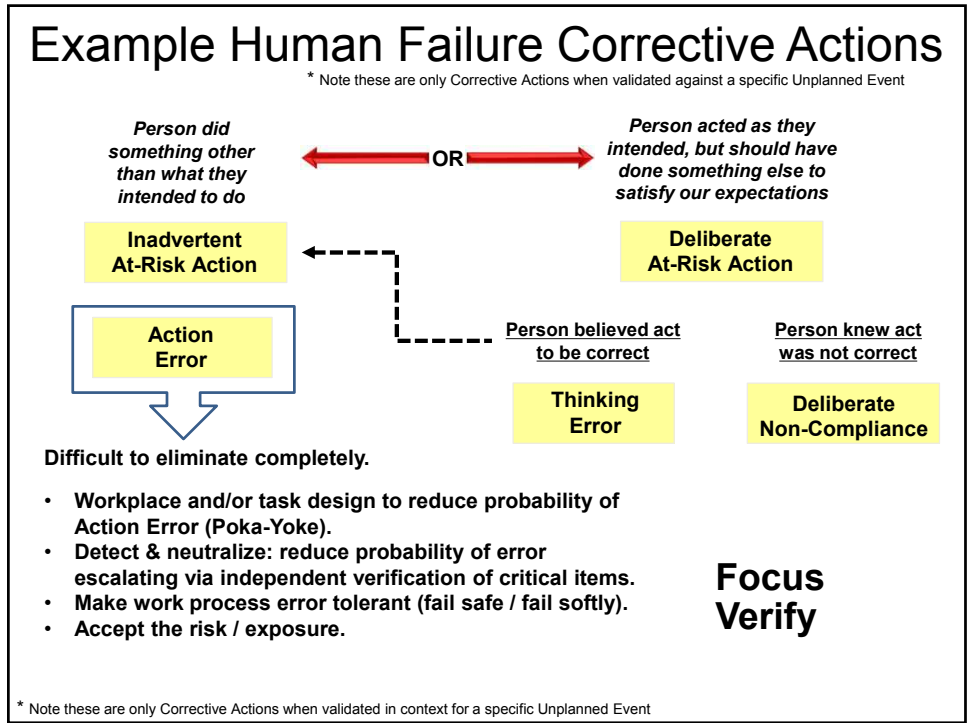 Example Human Failure Corrective Actions
* Note these are only Corrective Actions when validated against a specific Unplanned Event
Person did
something other
than what they
intended to do
OR
Person acted as they
intended, but should have
done something else to
satisfy our expectations
Inadvertent
At-Risk Action
Deliberate
At-Risk Action
Action
Error
Person believed act
to be correct
Person knew act
was not correct
Thinking
Error
Deliberate
Non-Compliance
Difficult to eliminate completely.
• Workplace and/or task design to reduce probability of
Action Error (Poka-Yoke).
• Detect & neutralize: reduce probability of error
escalating via independent verification of critical items.
• Make work process error tolerant (fail safe / fail softly).
• Accept the risk / exposure.
Focus
Verify
* Note these are only Corrective Actions when validated in context for a specific Unplanned Event